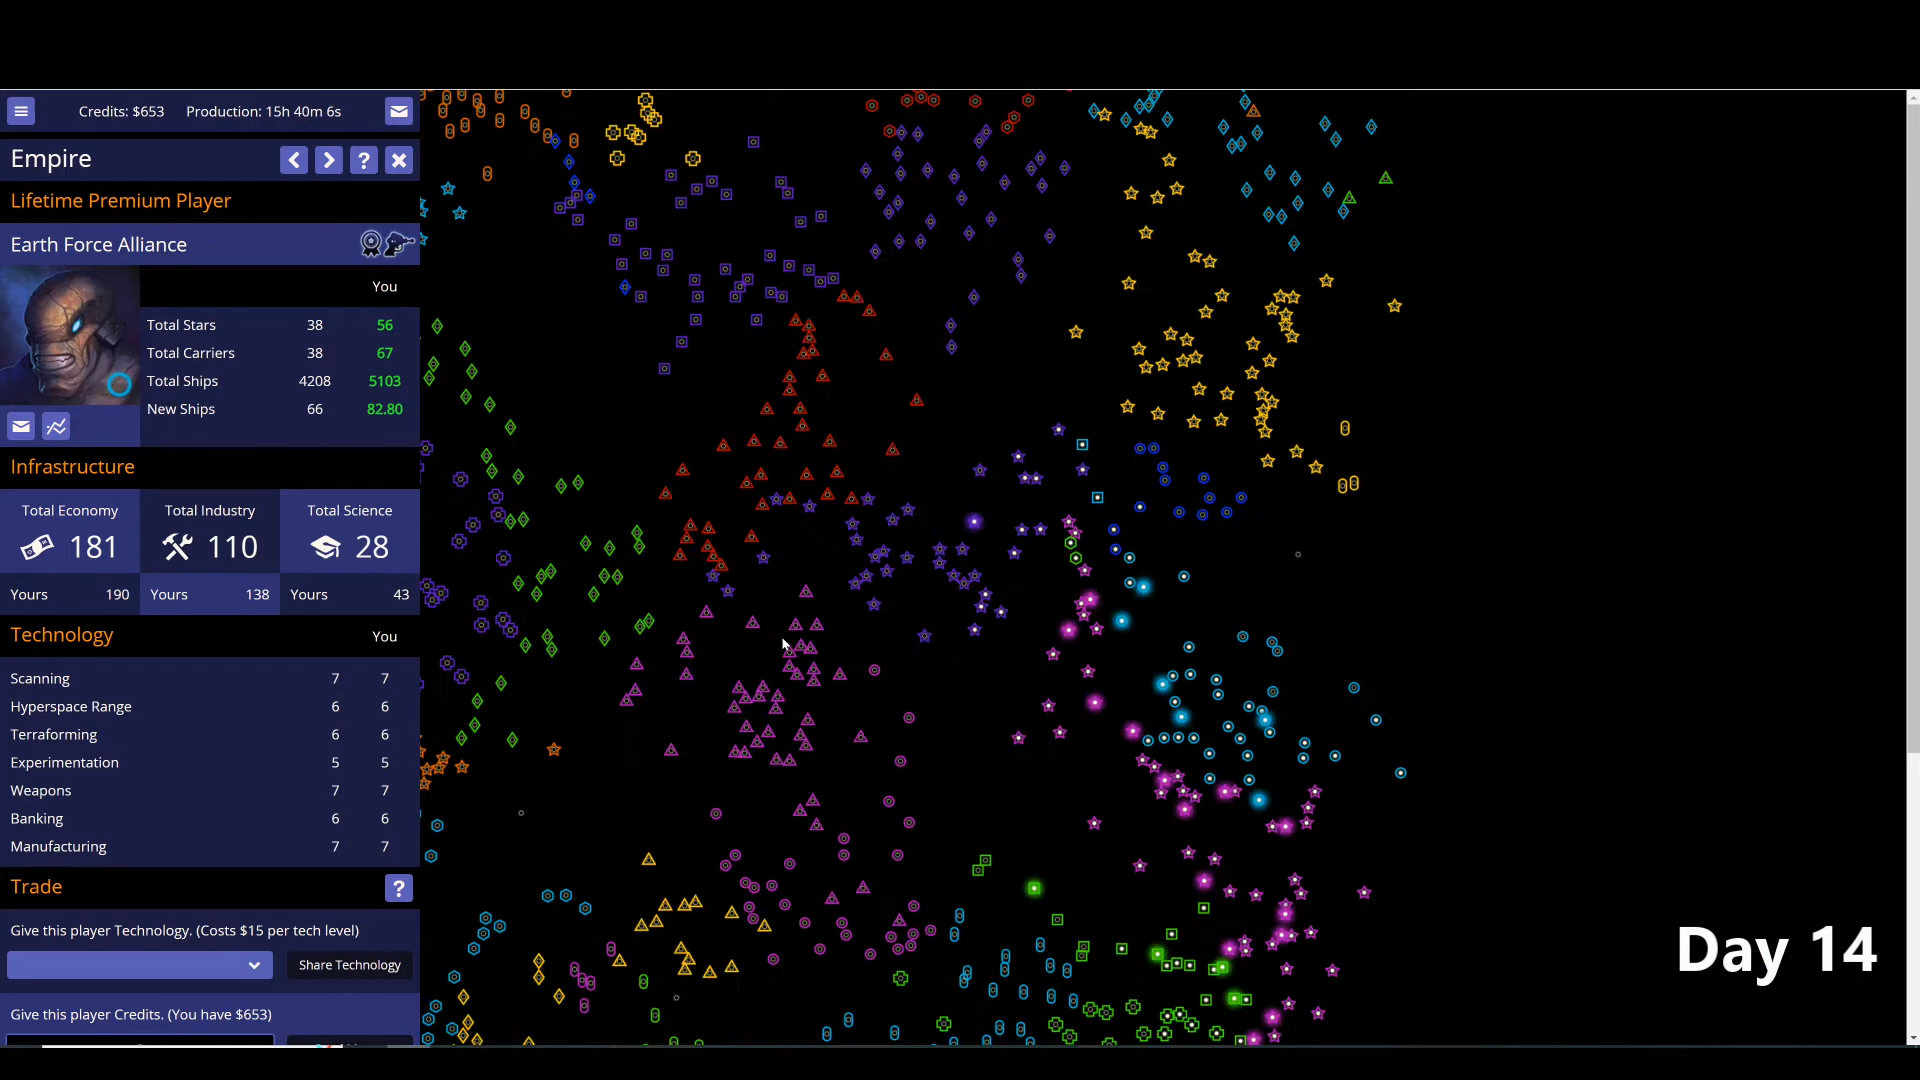 Credits: $653 Production: 15h 40m 6s
Empire
Lifetime Premium Player
Earth Force Alliance
You
Total Stars 38 56
Total Carriers 38 67
Total Ships 4208 5103
New Ships 66 82.80
Infrastructure
Total Economy Total Industry Total Science
181 110 28
Yours 190 Yours 138 Yours 43
Technology You
Scanning 7 7
Hyperspace Range 6 6
Terraforming 6 6
Experimentation 5 5
Weapons 7 7
Banking 6 6
Manufacturing 7 7
Trade ?
Give this player Technology. (Costs $15 per tech level)
Share Technology
Give this player Credits. (You have $653)
Day 14